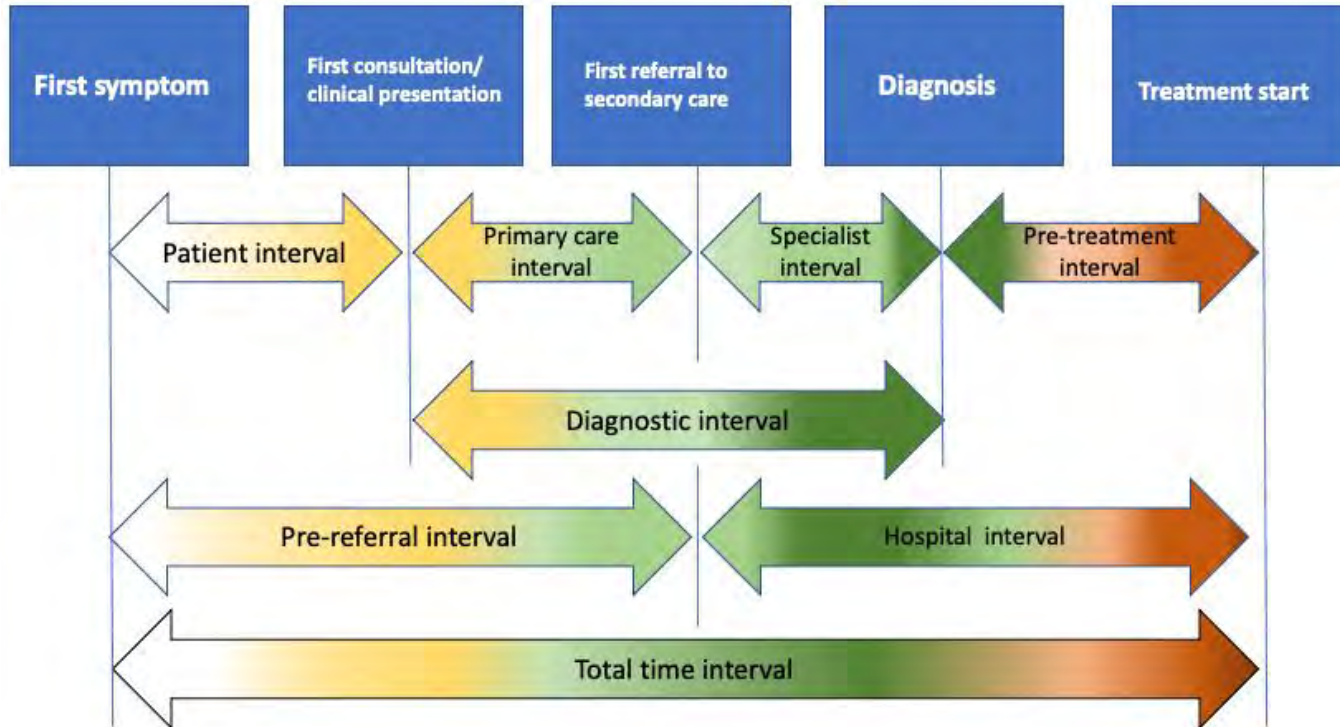 First symptom
First consultation/
clinical presentation
First referral to
secondary care
Diagnosis
Treatment start
Patient interval
Primary care
interval
Specialist
interval
Pre-treatment
interval
Diagnostic interval
Pre-referral interval
Hospital interval
Total time interval